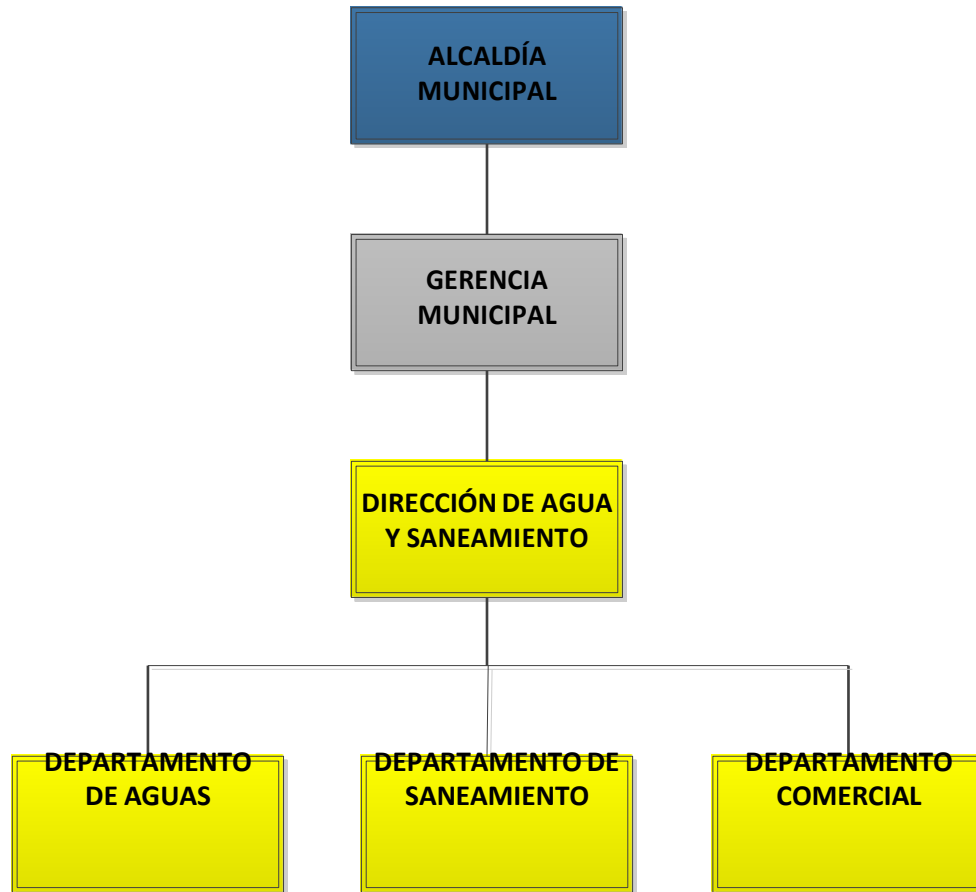 ALCALDÍA
MUNICIPAL
GERENCIA
MUNICIPAL
DIRECCIÓN DE AGUA
Y SANEAMIENTO
DEPARTAMENTO
DE AGUAS
DEPARTAMENTO DE
SANEAMIENTO
DEPARTAMENTO
COMERCIAL